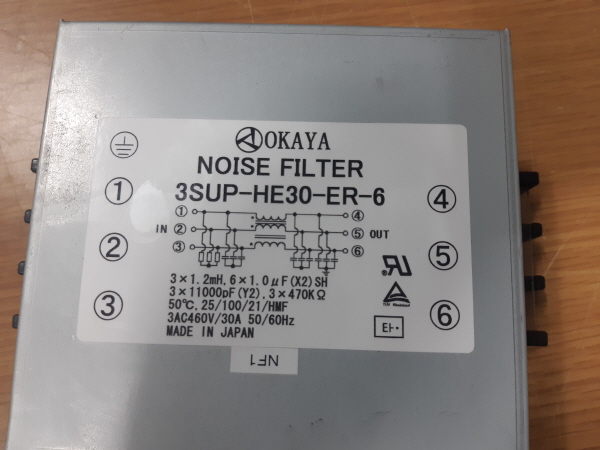 OKAYA
NOISE FILTER
3SUP-HE30-ER-6
① ④
IN ② ⑤ OUT
③ ⑥
① ④
② ⑤
③ ⑥
3×1.2mH, 6×1.0μF(X2)SH
3×11000pF(Y2), 3×470KΩ
50℃, 25/100/21/HMF
3AC460V/30A 50/60Hz
MADE IN JAPAN
NF1